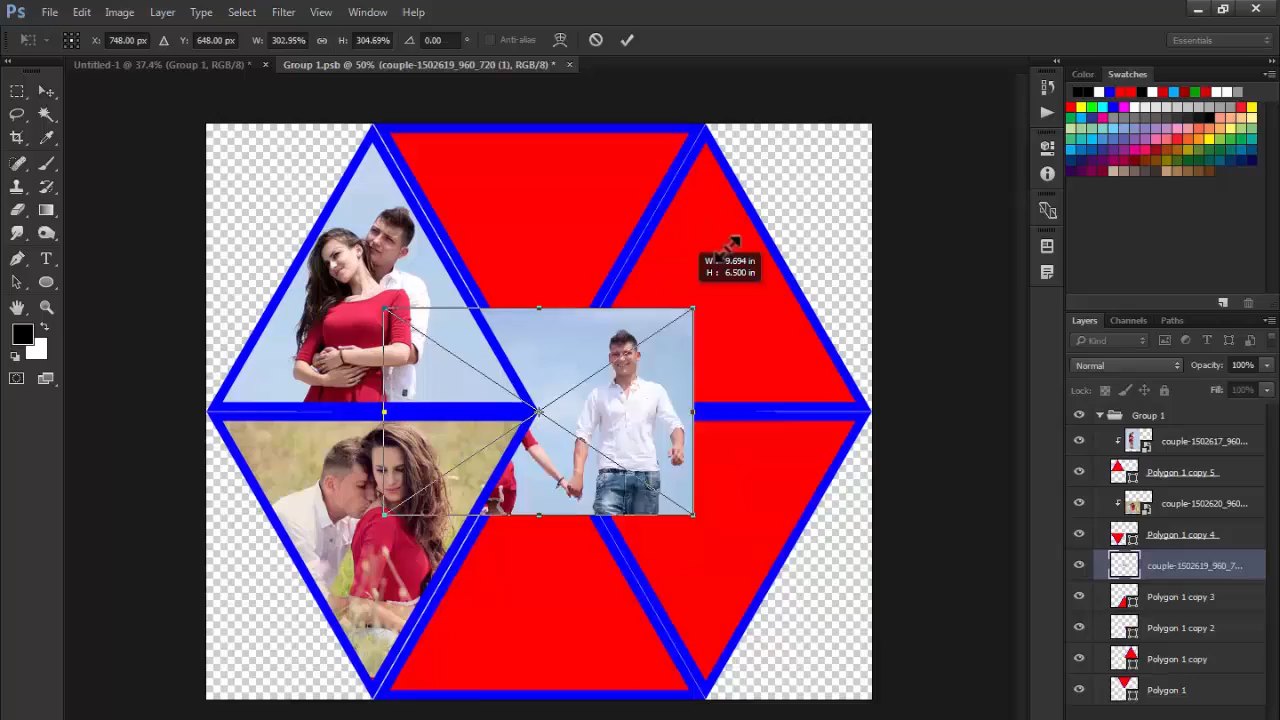 Ps File Edit Image Layer Type Select Filter View Window Help
X: 748.00 px Y: 648.00 px W: 302.95% H: 304.69% 0.00 ° Anti-alias Essentials
Untitled-1 @ 37.4% (Group 1, RGB/8) * × Group 1.psb @ 50% (couple-1502619_960_720 (1), RGB/8) * ×
Color Swatches
W: 9.694 in
H: 6.500 in
Layers Channels Paths
Kind
Normal Opacity: 100%
Lock: Fill: 100%
Group 1
couple-1502617_960...
Polygon 1 copy 5
couple-1502620_960...
Polygon 1 copy 4
couple-1502619_960_7...
Polygon 1 copy 3
Polygon 1 copy 2
Polygon 1 copy
Polygon 1